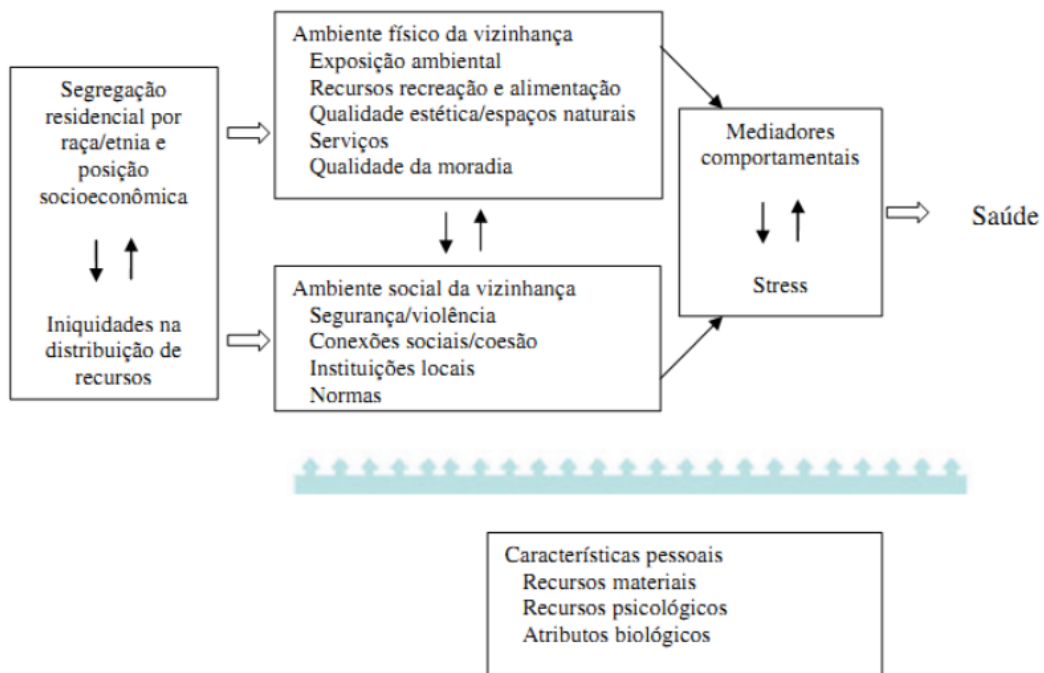 Segregação
residencial por
raça/etnia e
posição
socioeconômica
Iniquidades na
distribuição de
recursos
Ambiente físico da vizinhança
Exposição ambiental
Recursos recreação e alimentação
Qualidade estética/espaços naturais
Serviços
Qualidade da moradia
Ambiente social da vizinhança
Segurança/violência
Conexões sociais/coesão
Instituições locais
Normas
Mediadores
comportamentais
Stress
Saúde
Características pessoais
Recursos materiais
Recursos psicológicos
Atributos biológicos